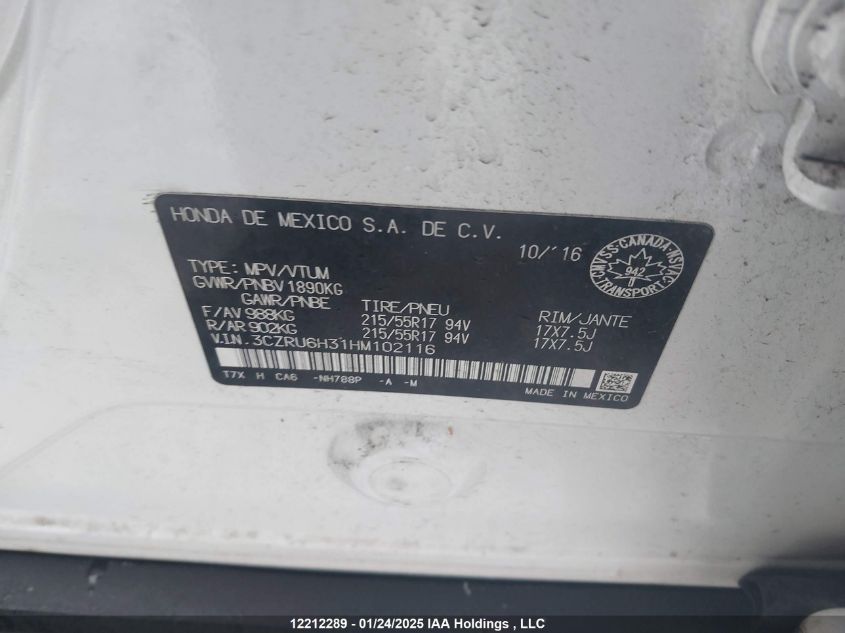 HONDA DE MEXICO S.A. DE C.V.
10/'16
CMVSS·CANADA·NSVAC
942
TRANSPORT
TYPE: MPV/VTUM
GVWR/PNBV 1890KG
GAWR/PNBE TIRE/PNEU RIM/JANTE
F/AV 988KG 215/55R17 94V 17X7.5J
R/AR 902KG 215/55R17 94V 17X7.5J
V.I.N. 3CZRU6H31HM102116
T7X H CA6 -NH788P -A -M
MADE IN MEXICO
12212289 - 01/24/2025 IAA Holdings , LLC